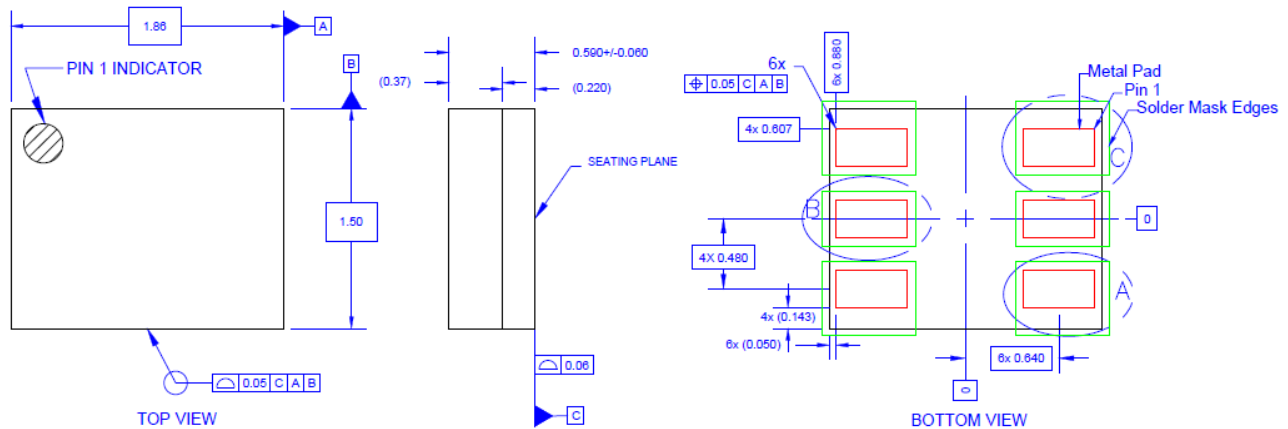 1.86
A
PIN 1 INDICATOR
B
1.50
0.05 C A B
TOP VIEW
0.590+/-0.060
(0.37)
(0.220)
SEATING PLANE
0.06
C
6x
0.05 C A B
6x 0.880
4x 0.607
Metal Pad
Pin 1
Solder Mask Edges
C
B
0
4X 0.480
A
4x (0.143)
6x (0.050)
6x 0.640
0
BOTTOM VIEW